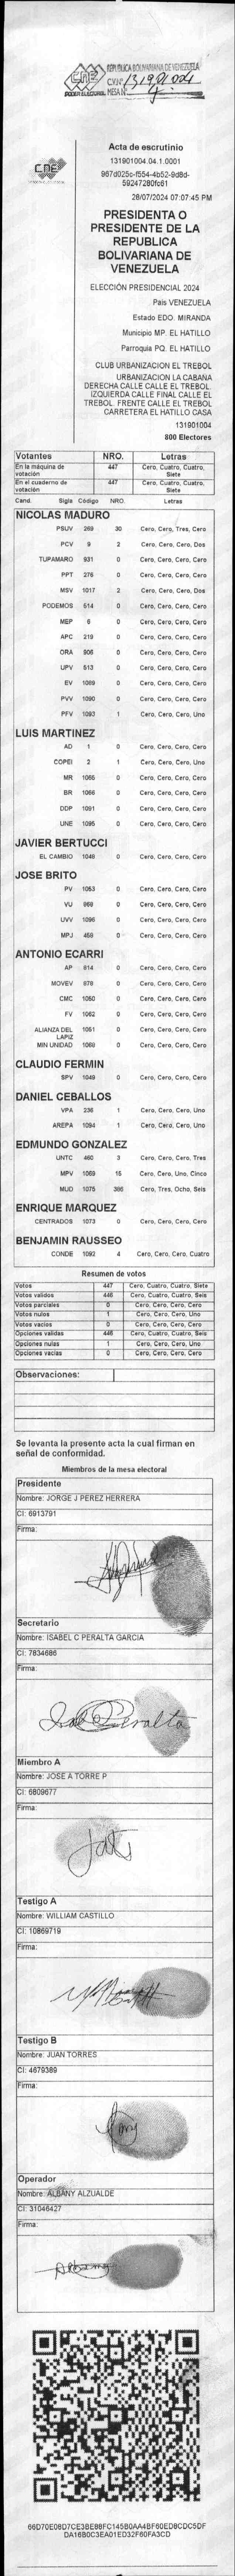 CNE
PODER ELECTORAL
REPUBLICA BOLIVARIANA DE VENEZUELA
CVN° 131901004
MESA N° 4
CNE
Acta de escrutinio
131901004.04.1.0001
967d025c-f554-4b52-9d8d-
59247280fc61
28/07/2024 07:07:45 PM
PRESIDENTA O
PRESIDENTE DE LA
REPUBLICA
BOLIVARIANA DE
VENEZUELA
ELECCIÓN PRESIDENCIAL 2024
Pais VENEZUELA
Estado EDO. MIRANDA
Municipio MP. EL HATILLO
Parroquia PQ. EL HATILLO
CLUB URBANIZACION EL TREBOL
URBANIZACION LA CABAÑA
DERECHA CALLE CALLE EL TREBOL.
IZQUIERDA CALLE FINAL CALLE EL
TREBOL. FRENTE CALLE EL TREBOL
CARRETERA EL HATILLO CASA
131901004
800 Electores
Votantes NRO. Letras
En la máquina de votación 447 Cero, Cuatro, Cuatro, Siete
En el cuaderno de votación 447 Cero, Cuatro, Cuatro, Siete
Cand. Sigla Código NRO. Letras
NICOLAS MADURO
PSUV 269 30 Cero, Cero, Tres, Cero
PCV 9 2 Cero, Cero, Cero, Dos
TUPAMARO 931 0 Cero, Cero, Cero, Cero
PPT 276 0 Cero, Cero, Cero, Cero
MSV 1017 2 Cero, Cero, Cero, Dos
PODEMOS 514 0 Cero, Cero, Cero, Cero
MEP 6 0 Cero, Cero, Cero, Cero
APC 219 0 Cero, Cero, Cero, Cero
ORA 906 0 Cero, Cero, Cero, Cero
UPV 513 0 Cero, Cero, Cero, Cero
EV 1089 0 Cero, Cero, Cero, Cero
PVV 1090 0 Cero, Cero, Cero, Cero
PFV 1093 1 Cero, Cero, Cero, Uno
LUIS MARTINEZ
AD 1 0 Cero, Cero, Cero, Cero
COPEI 2 1 Cero, Cero, Cero, Uno
MR 1065 0 Cero, Cero, Cero, Cero
BR 1066 0 Cero, Cero, Cero, Cero
DDP 1091 0 Cero, Cero, Cero, Cero
UNE 1095 0 Cero, Cero, Cero, Cero
JAVIER BERTUCCI
EL CAMBIO 1048 0 Cero, Cero, Cero, Cero
JOSE BRITO
PV 1053 0 Cero, Cero, Cero, Cero
VU 969 0 Cero, Cero, Cero, Cero
UVV 1096 0 Cero, Cero, Cero, Cero
MPJ 458 0 Cero, Cero, Cero, Cero
ANTONIO ECARRI
AP 814 0 Cero, Cero, Cero, Cero
MOVEV 978 0 Cero, Cero, Cero, Cero
CMC 1050 0 Cero, Cero, Cero, Cero
FV 1062 0 Cero, Cero, Cero, Cero
ALIANZA DEL LAPIZ 1051 0 Cero, Cero, Cero, Cero
MIN UNIDAD 1068 0 Cero, Cero, Cero, Cero
CLAUDIO FERMIN
SPV 1049 0 Cero, Cero, Cero, Cero
DANIEL CEBALLOS
VPA 236 1 Cero, Cero, Cero, Uno
AREPA 1094 1 Cero, Cero, Cero, Uno
EDMUNDO GONZALEZ
UNTC 460 3 Cero, Cero, Cero, Tres
MPV 1069 15 Cero, Cero, Uno, Cinco
MUD 1075 386 Cero, Tres, Ocho, Seis
ENRIQUE MARQUEZ
CENTRADOS 1073 0 Cero, Cero, Cero, Cero
BENJAMIN RAUSSEO
CONDE 1092 4 Cero, Cero, Cero, Cuatro
Resumen de votos
Votos 447 Cero, Cuatro, Cuatro, Siete
Votos validos 446 Cero, Cuatro, Cuatro, Seis
Votos parciales 0 Cero, Cero, Cero, Cero
Votos nulos 1 Cero, Cero, Cero, Uno
Votos vacios 0 Cero, Cero, Cero, Cero
Opciones validas 446 Cero, Cuatro, Cuatro, Seis
Opciones nulas 1 Cero, Cero, Cero, Uno
Opciones vacias 0 Cero, Cero, Cero, Cero
Observaciones:
Se levanta la presente acta la cual firman en
señal de conformidad.
Miembros de la mesa electoral
Presidente
Nombre: JORGE J PEREZ HERRERA
CI: 6913791
Firma:
Secretario
Nombre: ISABEL C PERALTA GARCIA
CI: 7834686
Firma:
Isabel Peralta
Miembro A
Nombre: JOSE A TORRE P
CI: 6809677
Firma:
Testigo A
Nombre: WILLIAM CASTILLO
CI: 10869719
Firma:
Testigo B
Nombre: JUAN TORRES
CI: 4679389
Firma:
Operador
Nombre: ALBANY ALZUALDE
CI: 31046427
Firma:
Albany
66D70E08D7CE3BE88FC145B0AA4BF60ED8CDC5DF
DA16B0C3EA01ED32F60FA3CD